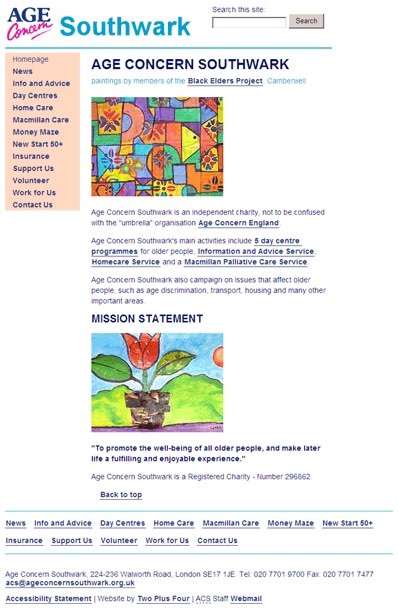 AGE
Concern
Southwark
Search this site:
Search
Homepage
News
Info and Advice
Day Centres
Home Care
Macmillan Care
Money Maze
New Start 50+
Insurance
Support Us
Volunteer
Work for Us
Contact Us
AGE CONCERN SOUTHWARK
paintings by members of the Black Elders Project, Camberwell
Age Concern Southwark is an independent charity, not to be confused
with the "umbrella" organisation Age Concern England.
Age Concern Southwark's main activities include 5 day centre
programmes for older people, Information and Advice Service,
Homecare Service and a Macmillan Palliative Care Service.
Age Concern Southwark also campaign on issues that affect older
people, such as age discrimination, transport, housing and many other
important areas.
MISSION STATEMENT
"To promote the well-being of all older people, and make later
life a fulfilling and enjoyable experience."
Age Concern Southwark is a Registered Charity - Number 296862.
Back to top
News Info and Advice Day Centres Home Care Macmillan Care Money Maze New Start 50+
Insurance Support Us Volunteer Work for Us Contact Us
Age Concern Southwark, 224-236 Walworth Road, London SE17 1JE. Tel: 020 7701 9700 Fax: 020 7701 7477
acs@ageconcernsouthwark.org.uk
Accessibility Statement | Website by Two Plus Four | ACS Staff Webmail